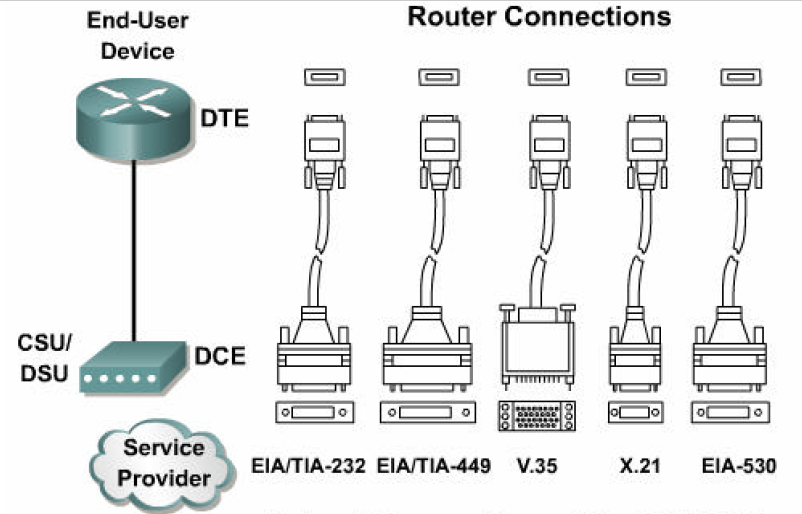 End-User
Device
Router Connections
DTE
CSU/
DSU
DCE
Service
Provider
EIA/TIA-232 EIA/TIA-449 V.35 X.21 EIA-530